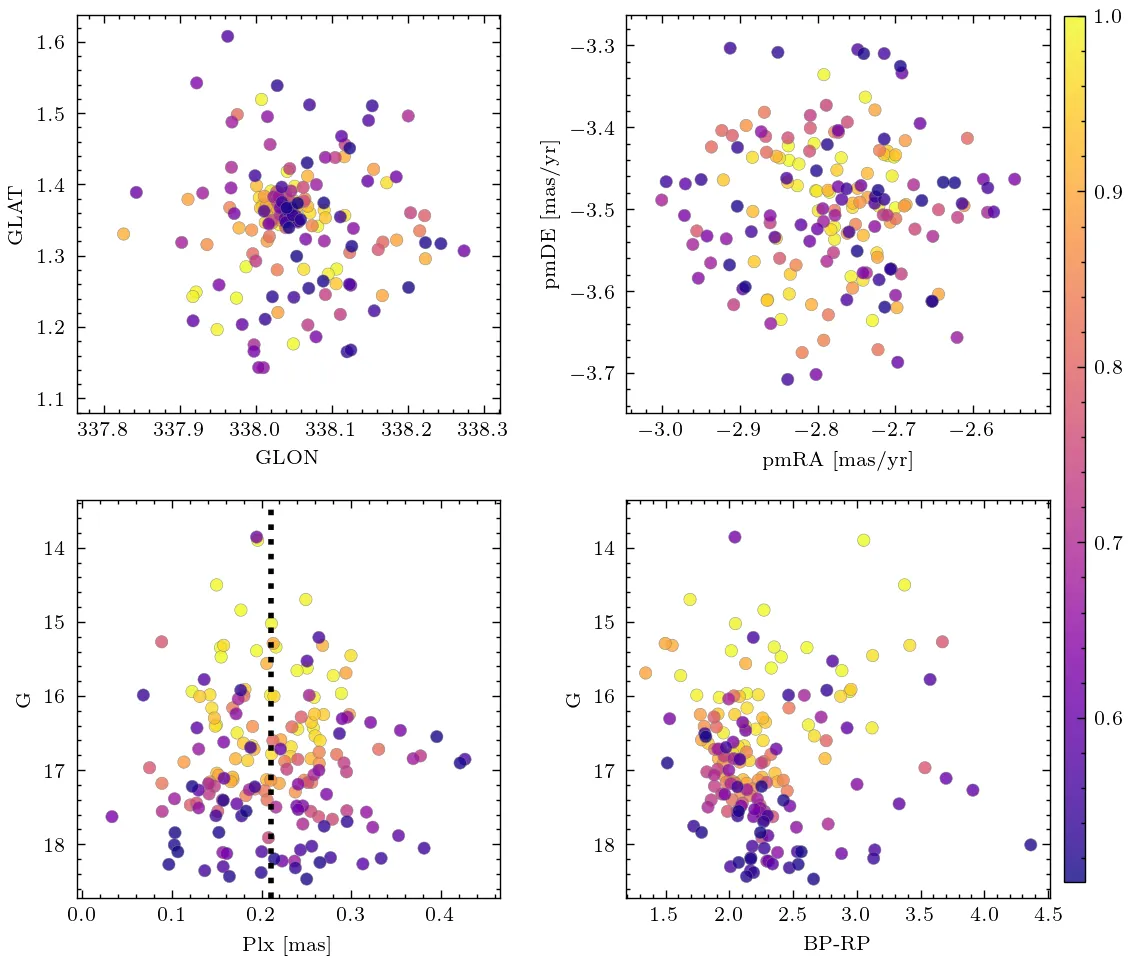 1.6
1.5
1.4
1.3
1.2
1.1
GLAT
337.8 337.9 338.0 338.1 338.2 338.3
GLON
−3.3
−3.4
−3.5
−3.6
−3.7
pmDE [mas/yr]
−3.0 −2.9 −2.8 −2.7 −2.6
pmRA [mas/yr]
14
15
16
17
18
G
0.0 0.1 0.2 0.3 0.4
Plx [mas]
14
15
16
17
18
G
1.5 2.0 2.5 3.0 3.5 4.0 4.5
BP-RP
1.0
0.9
0.8
0.7
0.6